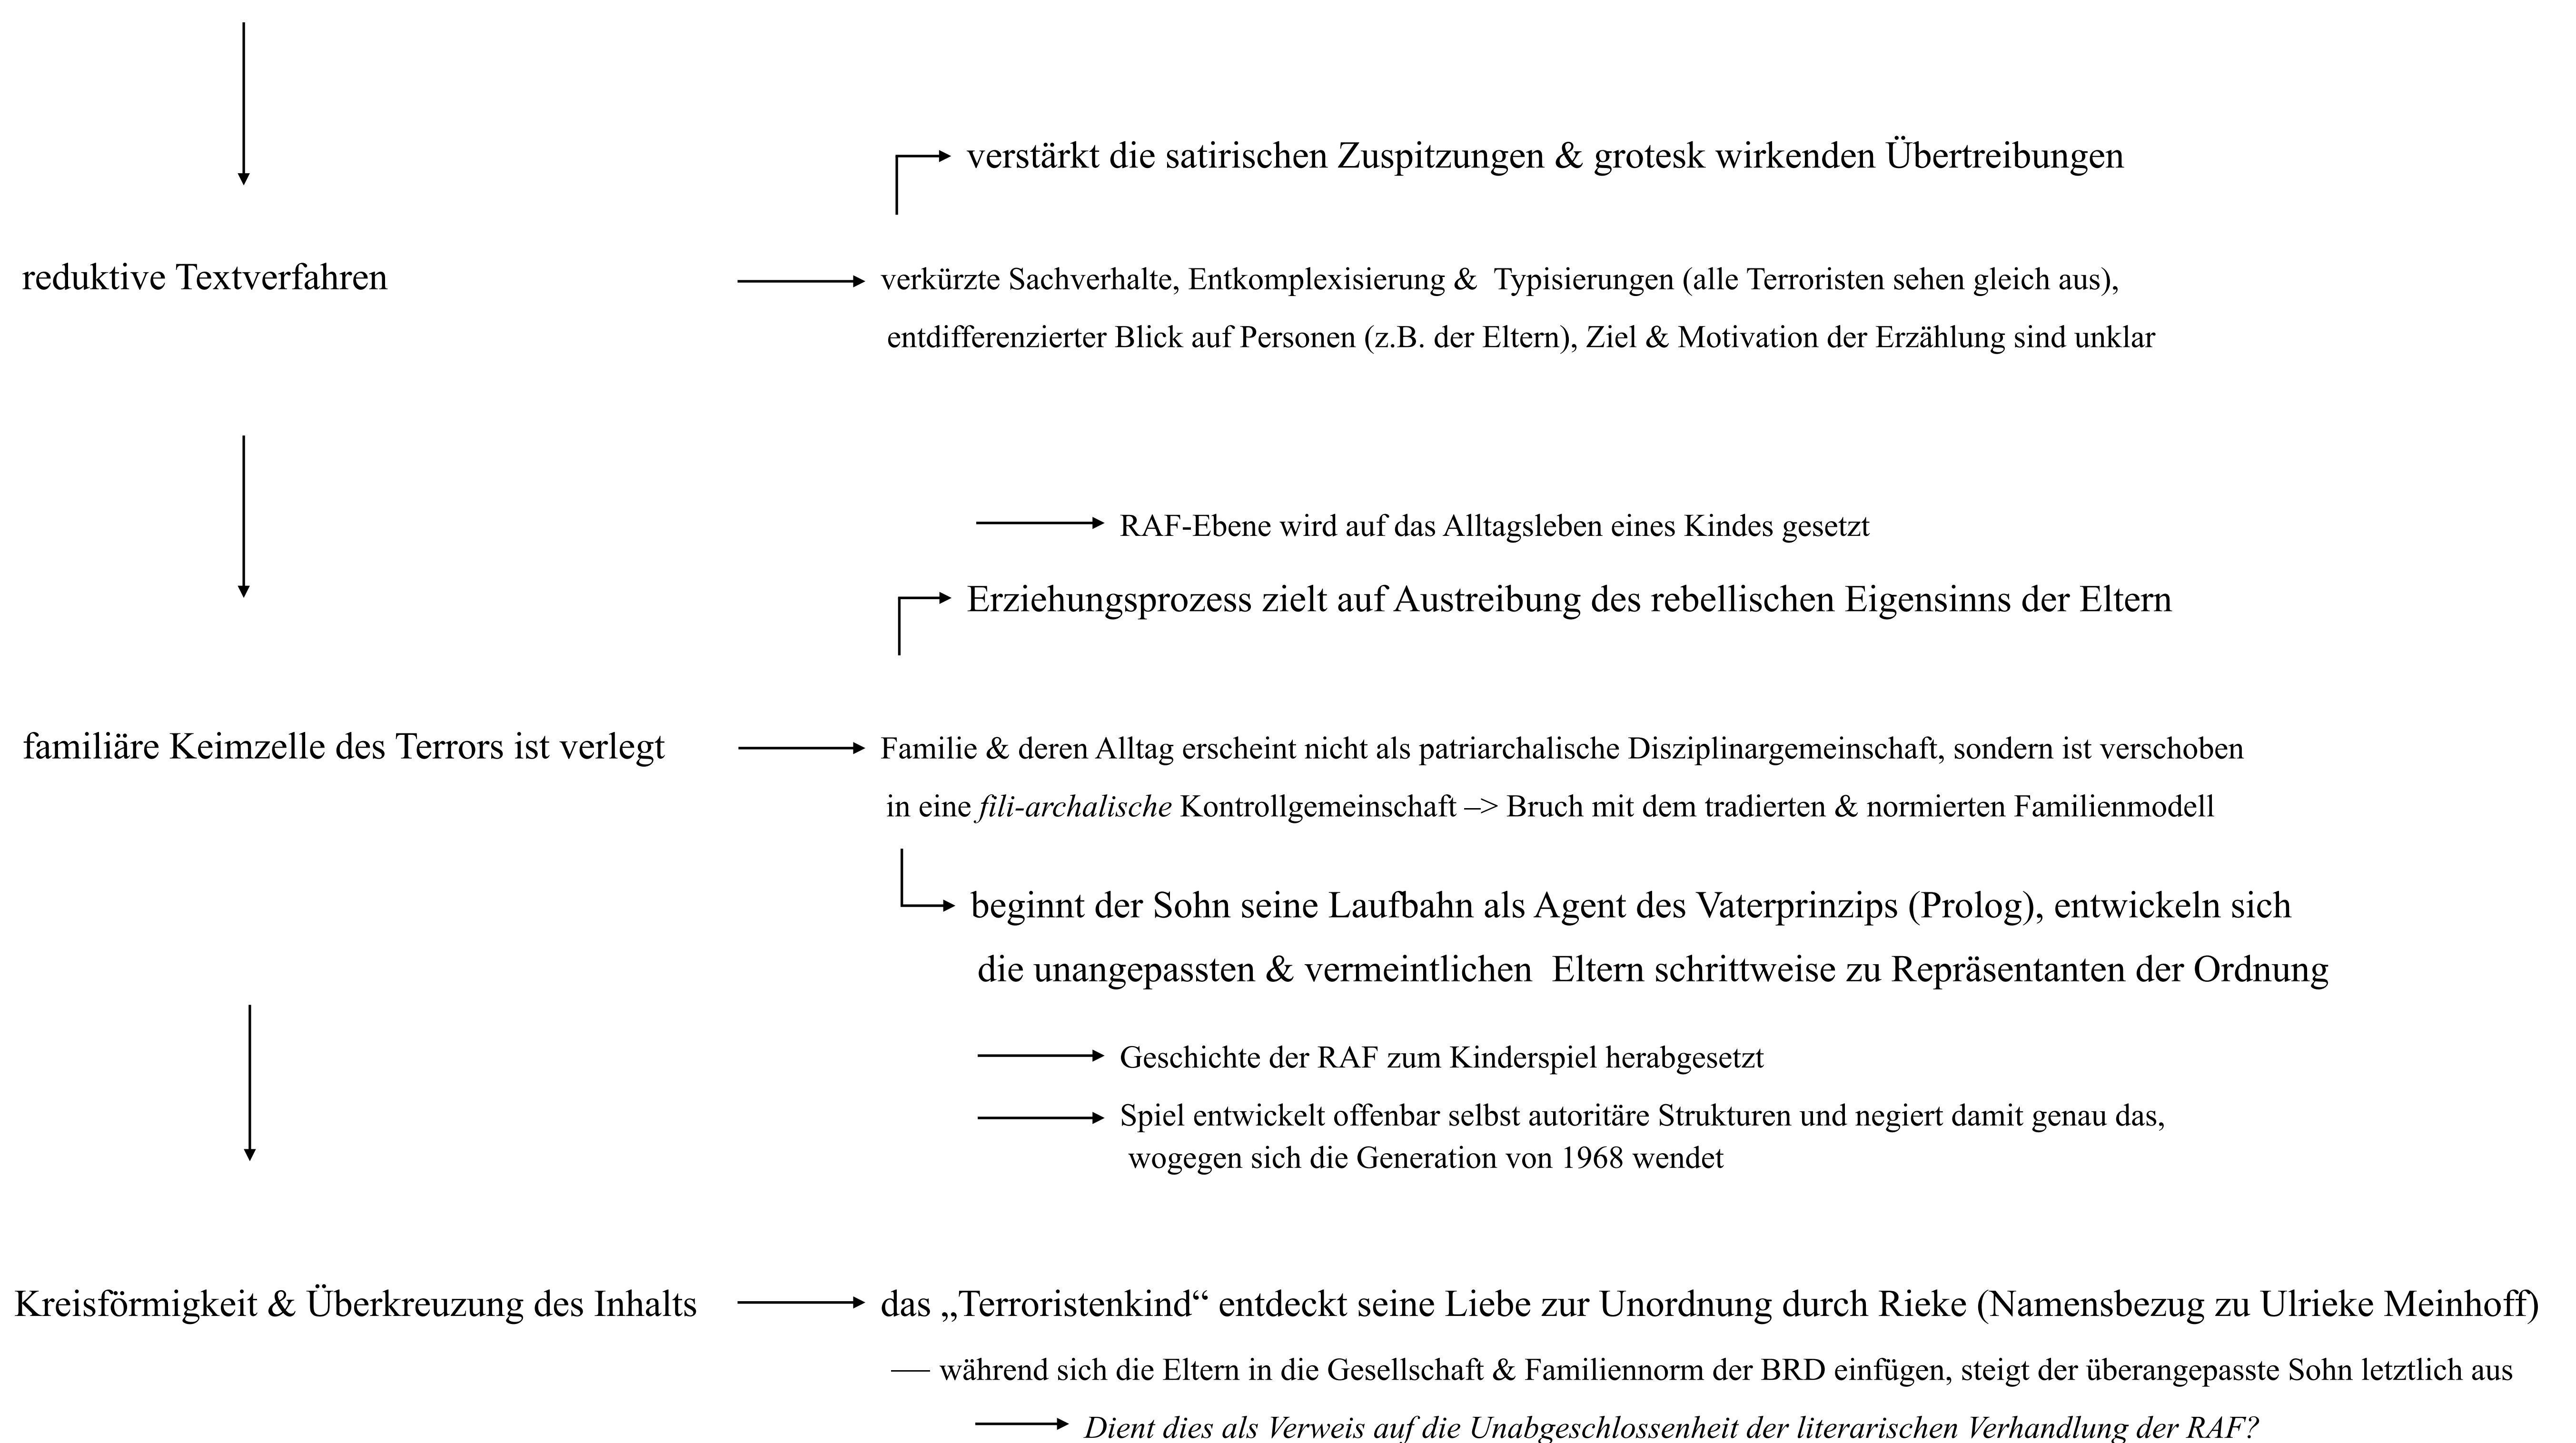 verstärkt die satirischen Zuspitzungen & grotesk wirkenden Übertreibungen
reduktive Textverfahren
verkürzte Sachverhalte, Entkomplexisierung & Typisierungen (alle Terroristen sehen gleich aus),
entdifferenzierter Blick auf Personen (z.B. der Eltern), Ziel & Motivation der Erzählung sind unklar
RAF-Ebene wird auf das Alltagsleben eines Kindes gesetzt
Erziehungsprozess zielt auf Austreibung des rebellischen Eigensinns der Eltern
familiäre Keimzelle des Terrors ist verlegt
Familie & deren Alltag erscheint nicht als patriarchalische Disziplinargemeinschaft, sondern ist verschoben
in eine fili-archalische Kontrollgemeinschaft –> Bruch mit dem tradierten & normierten Familienmodell
beginnt der Sohn seine Laufbahn als Agent des Vaterprinzips (Prolog), entwickeln sich
die unangepassten & vermeintlichen Eltern schrittweise zu Repräsentanten der Ordnung
Geschichte der RAF zum Kinderspiel herabgesetzt
Spiel entwickelt offenbar selbst autoritäre Strukturen und negiert damit genau das,
wogegen sich die Generation von 1968 wendet
Kreisförmigkeit & Überkreuzung des Inhalts
das „Terroristenkind“ entdeckt seine Liebe zur Unordnung durch Rieke (Namensbezug zu Ulrieke Meinhoff)
— während sich die Eltern in die Gesellschaft & Familiennorm der BRD einfügen, steigt der überangepasste Sohn letztlich aus
Dient dies als Verweis auf die Unabgeschlossenheit der literarischen Verhandlung der RAF?